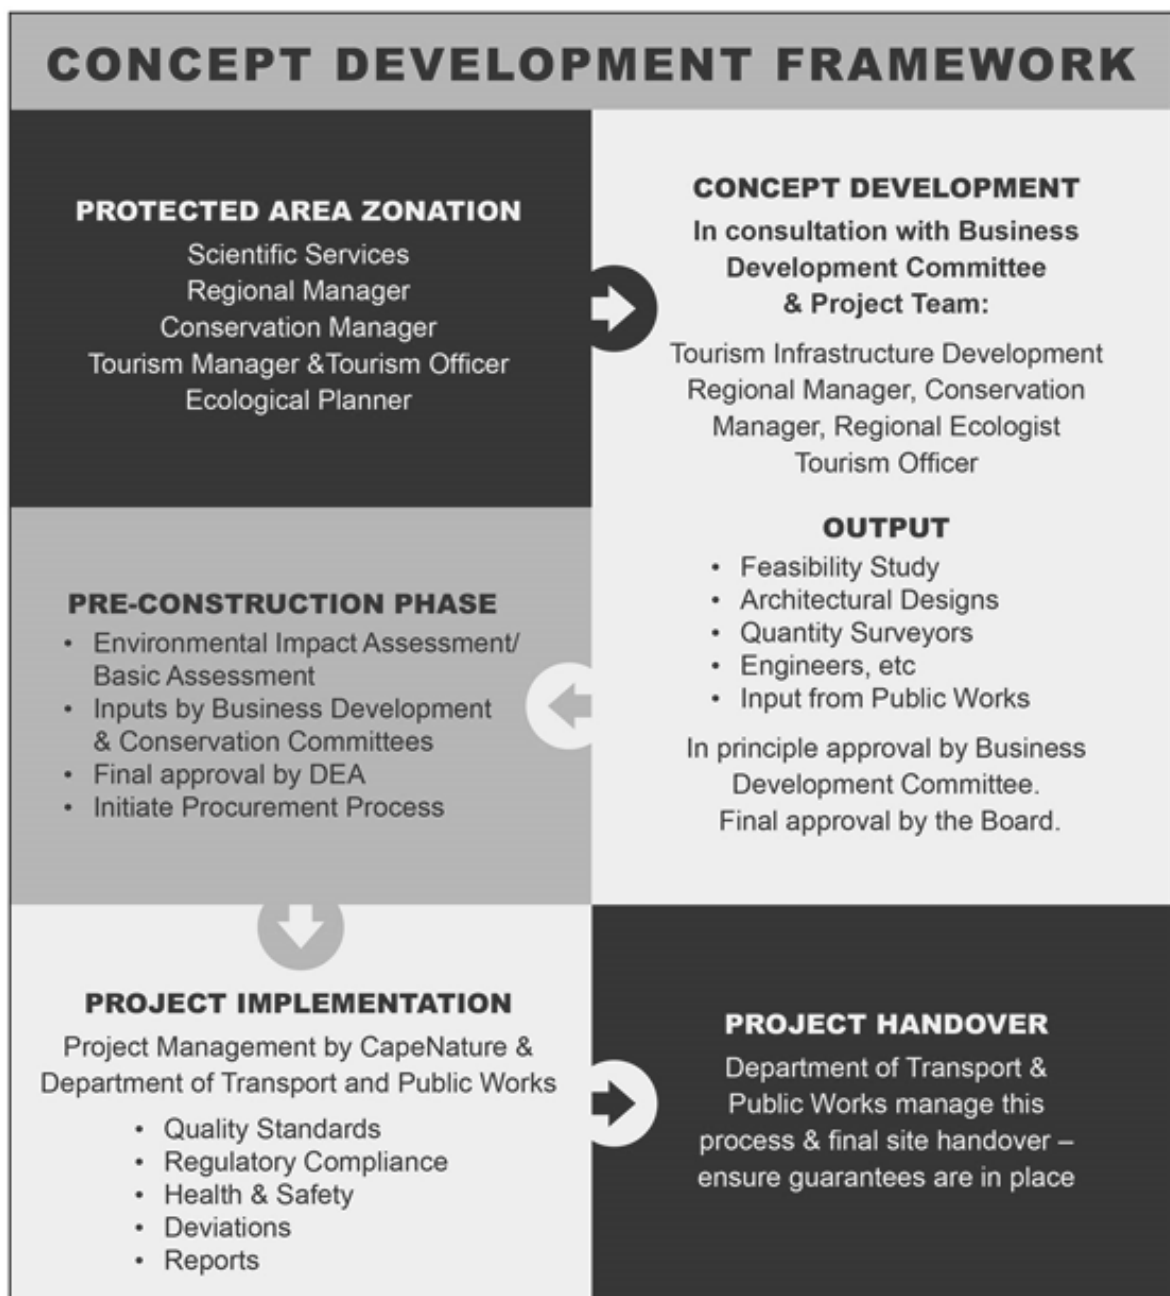 CONCEPT DEVELOPMENT FRAMEWORK
PROTECTED AREA ZONATION
Scientific Services
Regional Manager
Conservation Manager
Tourism Manager &Tourism Officer
Ecological Planner
CONCEPT DEVELOPMENT
In consultation with Business
Development Committee
& Project Team:
Tourism Infrastructure Development
Regional Manager, Conservation
Manager, Regional Ecologist
Tourism Officer
OUTPUT
• Feasibility Study
• Architectural Designs
• Quantity Surveyors
• Engineers, etc
• Input from Public Works
In principle approval by Business
Development Committee.
Final approval by the Board.
PRE-CONSTRUCTION PHASE
• Environmental Impact Assessment/
Basic Assessment
• Inputs by Business Development
& Conservation Committees
• Final approval by DEA
• Initiate Procurement Process
PROJECT IMPLEMENTATION
Project Management by CapeNature &
Department of Transport and Public Works
• Quality Standards
• Regulatory Compliance
• Health & Safety
• Deviations
• Reports
PROJECT HANDOVER
Department of Transport &
Public Works manage this
process & final site handover –
ensure guarantees are in place